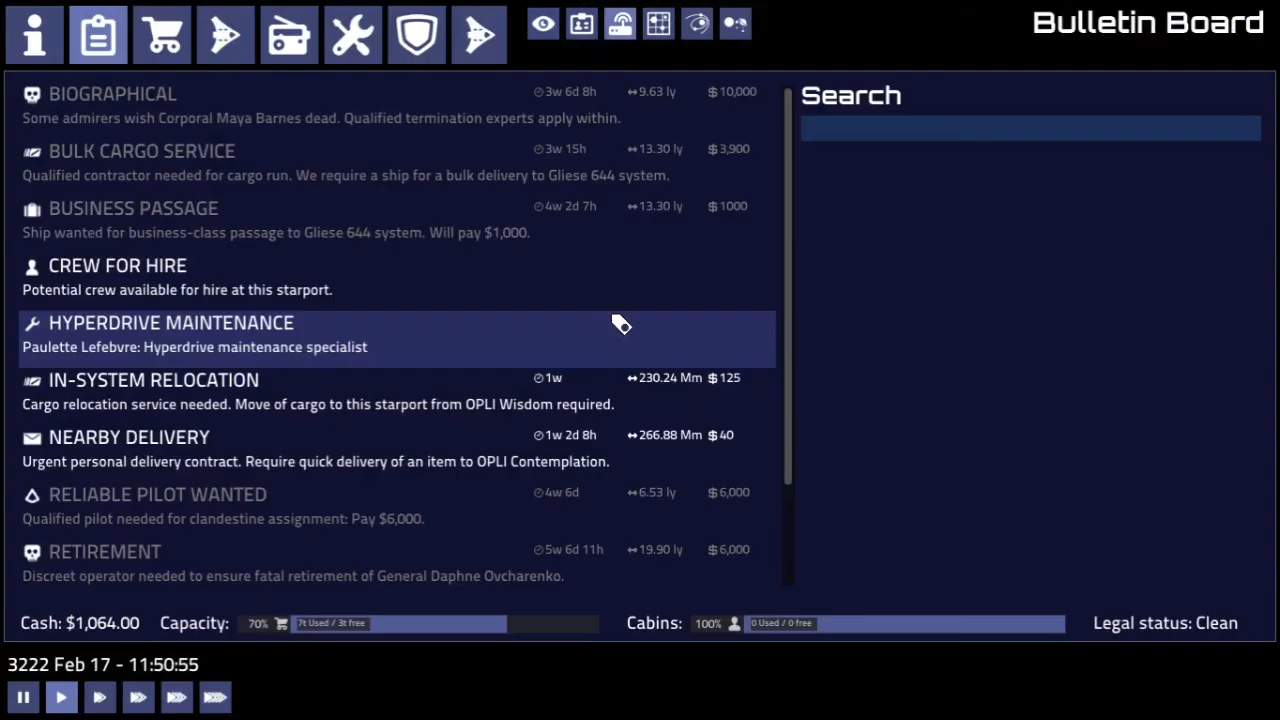 Bulletin Board
BIOGRAPHICAL 3w 6d 8h 9.63 ly $10,000
Some admirers wish Corporal Maya Barnes dead. Qualified termination experts apply within.
BULK CARGO SERVICE 3w 15h 13.30 ly $3,900
Qualified contractor needed for cargo run. We require a ship for a bulk delivery to Gliese 644 system.
BUSINESS PASSAGE 4w 2d 7h 13.30 ly $1000
Ship wanted for business-class passage to Gliese 644 system. Will pay $1,000.
CREW FOR HIRE
Potential crew available for hire at this starport.
HYPERDRIVE MAINTENANCE
Paulette Lefebvre: Hyperdrive maintenance specialist
IN-SYSTEM RELOCATION 1w 230.24 Mm $125
Cargo relocation service needed. Move of cargo to this starport from OPLI Wisdom required.
NEARBY DELIVERY 1w 2d 8h 266.88 Mm $40
Urgent personal delivery contract. Require quick delivery of an item to OPLI Contemplation.
RELIABLE PILOT WANTED 4w 6d 6.53 ly $6,000
Qualified pilot needed for clandestine assignment: Pay $6,000.
RETIREMENT 5w 6d 11h 19.90 ly $6,000
Discreet operator needed to ensure fatal retirement of General Daphne Ovcharenko.
Search
Cash: $1,064.00 Capacity: 70% 7t Used / 3t free Cabins: 100% 0 Used / 0 free Legal status: Clean
3222 Feb 17 - 11:50:55